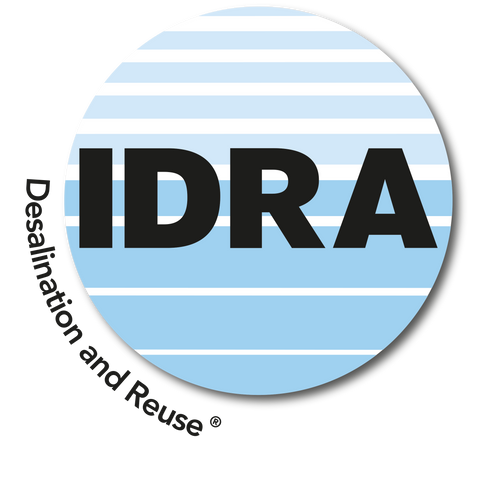 IDRA
Desalination and Reuse ®